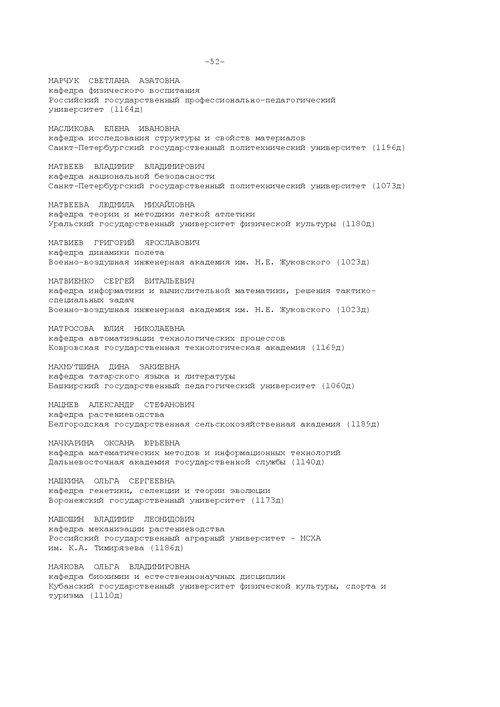 -52-
МАРЧУК СВЕТЛАНА АЗАТОВНА
кафедра физического воспитания
Российский государственный профессионально-педагогический
университет (1164д)
МАСЛИКОВА ЕЛЕНА ИВАНОВНА
кафедра исследования структуры и свойств материалов
Санкт-Петербургский государственный политехнический университет (1196д)
МАТВЕЕВ ВЛАДИМИР ВЛАДИМИРОВИЧ
кафедра национальной безопасности
Санкт-Петербургский государственный политехнический университет (1073д)
МАТВЕЕВА ЛЮДМИЛА МИХАЙЛОВНА
кафедра теории и методики легкой атлетики
Уральский государственный университет физической культуры (1180д)
МАТВИЕВ ГРИГОРИЙ ЯРОСЛАВОВИЧ
кафедра динамики полета
Военно-воздушная инженерная академия им. Н.Е. Жуковского (1023д)
МАТВИЕНКО СЕРГЕЙ ВИТАЛЬЕВИЧ
кафедра информатики и вычислительной математики, решения тактико-
специальных задач
Военно-воздушная инженерная академия им. Н.Е. Жуковского (1023д)
МАТРОСОВА ЮЛИЯ НИКОЛАЕВНА
кафедра автоматизации технологических процессов
Ковровская государственная технологическая академия (1169д)
МАХМУТШИНА ДИНА ЗАКИЕВНА
кафедра татарского языка и литературы
Башкирский государственный педагогический университет (1060д)
МАЦНЕВ АЛЕКСАНДР СТЕФАНОВИЧ
кафедра растениеводства
Белгородская государственная сельскохозяйственная академия (1189д)
МАЧКАРИНА ОКСАНА ЮРЬЕВНА
кафедра математических методов и информационных технологий
Дальневосточная академия государственной службы (1140д)
МАШКИНА ОЛЬГА СЕРГЕЕВНА
кафедра генетики, селекции и теории эволюции
Воронежский государственный университет (1173д)
МАШОШИН ВЛАДИМИР ЛЕОНИДОВИЧ
кафедра механизации растениеводства
Российский государственный аграрный университет - МСХА
им. К.А. Тимирязева (1186д)
МАЯКОВА ОЛЬГА ВЛАДИМИРОВНА
кафедра биохимии и естественнонаучных дисциплин
Кубанский государственный университет физической культуры, спорта и
туризма (1110д)